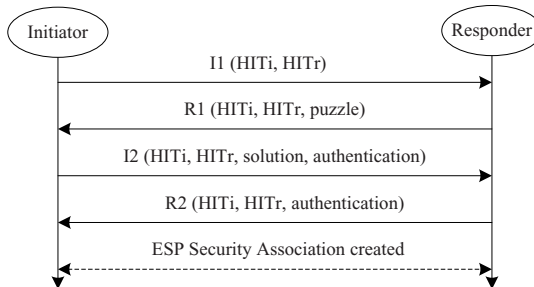 Initiator
Responder
I1 (HITi, HITr)
R1 (HITi, HITr, puzzle)
I2 (HITi, HITr, solution, authentication)
R2 (HITi, HITr, authentication)
ESP Security Association created